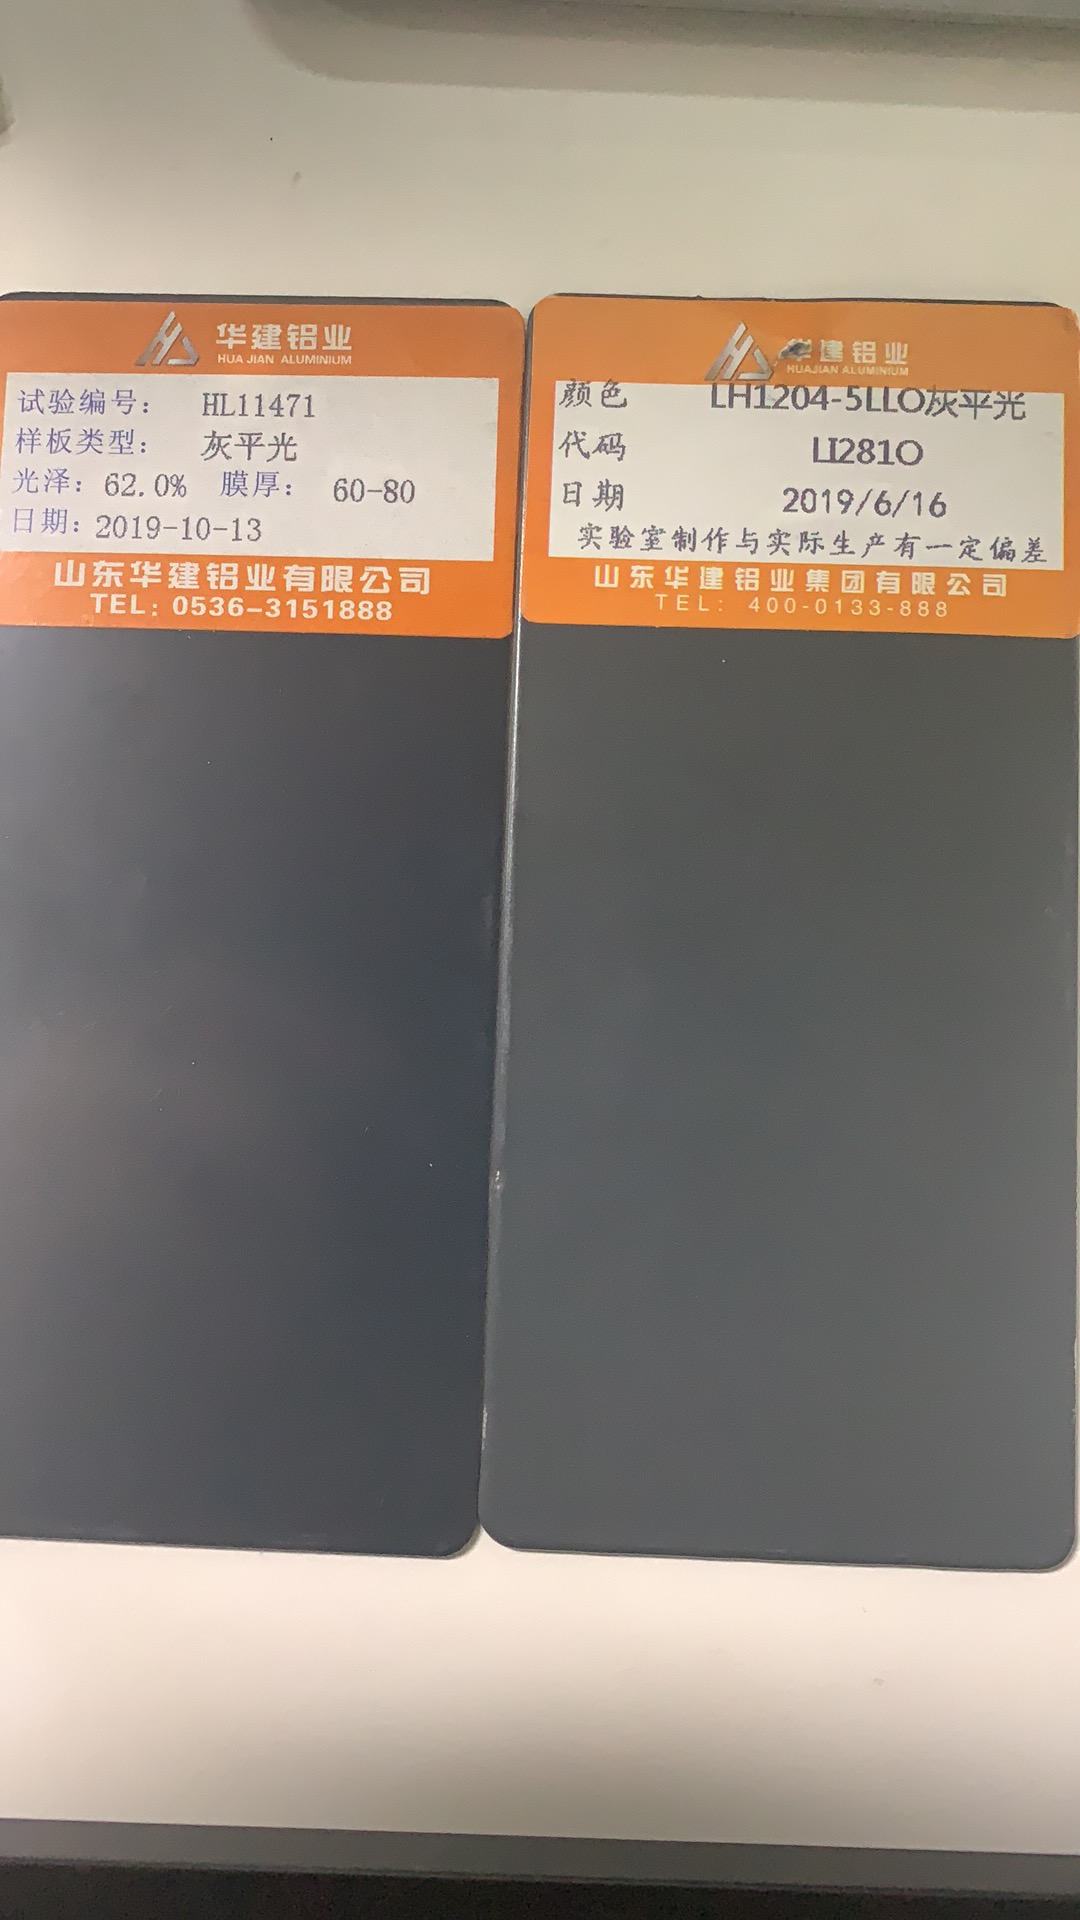 华建铝业
HUA JIAN ALUMINIUM
试验编号： HL11471
样板类型： 灰平光
光泽：62.0% 膜厚： 60-80
日期：2019-10-13
山东华建铝业有限公司
TEL: 0536-3151888
华建铝业
HUAJIAN ALUMINIUM
颜色 LH1204-5LLO灰平光
代码 LI281O
日期 2019/6/16
实验室制作与实际生产有一定偏差
山东华建铝业集团有限公司
TEL: 400-0133-888